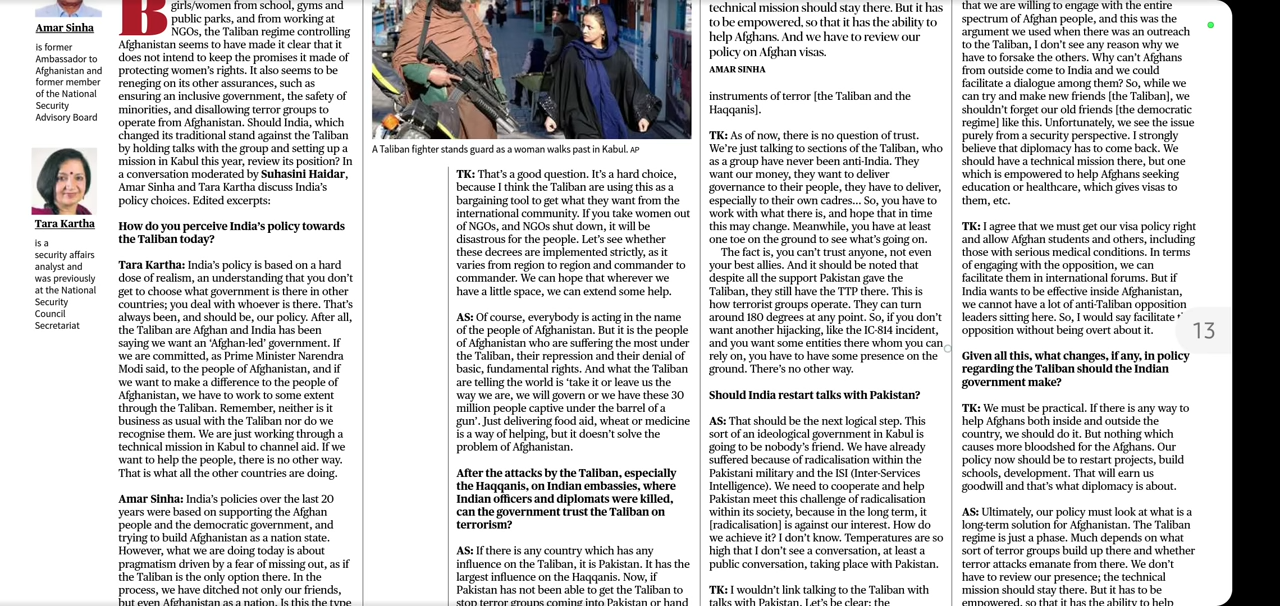 Amar Sinha
is former
Ambassador to
Afghanistan and
former member
of the National
Security
Advisory Board
Tara Kartha
is a
security affairs
analyst and
was previously
at the National
Security
Council
Secretariat
B
girls/women from school, gyms and
public parks, and from working at
NGOs, the Taliban regime controlling
Afghanistan seems to have made it clear that it
does not intend to keep the promises it made of
protecting women's rights. It also seems to be
reneging on its other assurances, such as
ensuring an inclusive government, the safety of
minorities, and disallowing terror groups to
operate from Afghanistan. Should India, which
changed its traditional stand against the Taliban
by holding talks with the group and setting up a
mission in Kabul this year, review its position? In
a conversation moderated by Suhasini Haidar,
Amar Sinha and Tara Kartha discuss India's
policy choices. Edited excerpts:
How do you perceive India's policy towards
the Taliban today?
Tara Kartha: India's policy is based on a hard
dose of realism, an understanding that you don't
get to choose what government is there in other
countries; you deal with whoever is there. That's
always been, and should be, our policy. After all,
the Taliban are Afghan and India has been
saying we want an 'Afghan-led' government. If
we are committed, as Prime Minister Narendra
Modi said, to the people of Afghanistan, and if
we want to make a difference to the people of
Afghanistan, we have to work to some extent
through the Taliban. Remember, neither is it
business as usual with the Taliban nor do we
recognise them. We are just working through a
technical mission in Kabul to channel aid. If we
want to help the people, there is no other way.
That is what all the other countries are doing.
Amar Sinha: India's policies over the last 20
years were based on supporting the Afghan
people and the democratic government, and
trying to build Afghanistan as a nation state.
However, what we are doing today is about
pragmatism driven by a fear of missing out, as if
the Taliban is the only option there. In the
process, we have ditched not only our friends,
but even Afghanistan as a nation. Is this the type
A Taliban fighter stands guard as a woman walks past in Kabul. AP
TK: That's a good question. It's a hard choice,
because I think the Taliban are using this as a
bargaining tool to get what they want from the
international community. If you take women out
of NGOs, and NGOs shut down, it will be
disastrous for the people. Let's see whether
these decrees are implemented strictly, as it
varies from region to region and commander to
commander. We can hope that wherever we
have a little space, we can extend some help.
AS: Of course, everybody is acting in the name
of the people of Afghanistan. But it is the people
of Afghanistan who are suffering the most under
the Taliban, their repression and their denial of
basic, fundamental rights. And what the Taliban
are telling the world is 'take it or leave us the
way we are, we will govern or we have these 30
million people captive under the barrel of a
gun'. Just delivering food aid, wheat or medicine
is a way of helping, but it doesn't solve the
problem of Afghanistan.
After the attacks by the Taliban, especially
the Haqqanis, on Indian embassies, where
Indian officers and diplomats were killed,
can the government trust the Taliban on
terrorism?
AS: If there is any country which has any
influence on the Taliban, it is Pakistan. It has the
largest influence on the Haqqanis. Now, if
Pakistan has not been able to get the Taliban to
stop terror groups coming into Pakistan or hand
technical mission should stay there. But it has
to be empowered, so that it has the ability to
help Afghans. And we have to review our
policy on Afghan visas.
AMAR SINHA
instruments of terror [the Taliban and the
Haqqanis].
TK: As of now, there is no question of trust.
We're just talking to sections of the Taliban, who
as a group have never been anti-India. They
want our money, they want to deliver
governance to their people, they have to deliver,
especially to their own cadres... So, you have to
work with what there is, and hope that in time
this may change. Meanwhile, you have at least
one toe on the ground to see what's going on.
The fact is, you can't trust anyone, not even
your best allies. And it should be noted that
despite all the support Pakistan gave the
Taliban, they still have the TTP there. This is
how terrorist groups operate. They can turn
around 180 degrees at any point. So, if you don't
want another hijacking, like the IC-814 incident,
and you want some entities there whom you can
rely on, you have to have some presence on the
ground. There's no other way.
Should India restart talks with Pakistan?
AS: That should be the next logical step. This
sort of an ideological government in Kabul is
going to be nobody's friend. We have already
suffered because of radicalisation within the
Pakistani military and the ISI (Inter-Services
Intelligence). We need to cooperate and help
Pakistan meet this challenge of radicalisation
within its society, because in the long term, it
[radicalisation] is against our interest. How do
we achieve it? I don't know. Temperatures are so
high that I don't see a conversation, at least a
public conversation, taking place with Pakistan.
TK: I wouldn't link talking to the Taliban with
talks with Pakistan. Let's be clear: the
that we are willing to engage with the entire
spectrum of Afghan people, and this was the
argument we used when there was an outreach
to the Taliban, I don't see any reason why we
have to forsake the others. Why can't Afghans
from outside come to India and we could
facilitate a dialogue among them? So, while we
can try and make new friends [the Taliban], we
shouldn't forget our old friends [the democratic
regime] like this. Unfortunately, we see the issue
purely from a security perspective. I strongly
believe that diplomacy has to come back. We
should have a technical mission there, but one
which is empowered to help Afghans seeking
education or healthcare, which gives visas to
them, etc.
TK: I agree that we must get our visa policy right
and allow Afghan students and others, including
those with serious medical conditions. In terms
of engaging with the opposition, we can
facilitate them in international forums. But if
India wants to be effective inside Afghanistan,
we cannot have a lot of anti-Taliban opposition
leaders sitting here. So, I would say facilitate
opposition without being overt about it.
Given all this, what changes, if any, in policy
regarding the Taliban should the Indian
government make?
TK: We must be practical. If there is any way to
help Afghans both inside and outside the
country, we should do it. But nothing which
causes more bloodshed for the Afghans. Our
policy now should be to restart projects, build
schools, development. That will earn us
goodwill and that's what diplomacy is about.
AS: Ultimately, our policy must look at what is a
long-term solution for Afghanistan. The Taliban
regime is just a phase. Much depends on what
sort of terror groups build up there and whether
terror attacks emanate from there. We don't
have to review our presence; the technical
mission should stay there. But it has to be
empowered, so that it has the ability to help
13